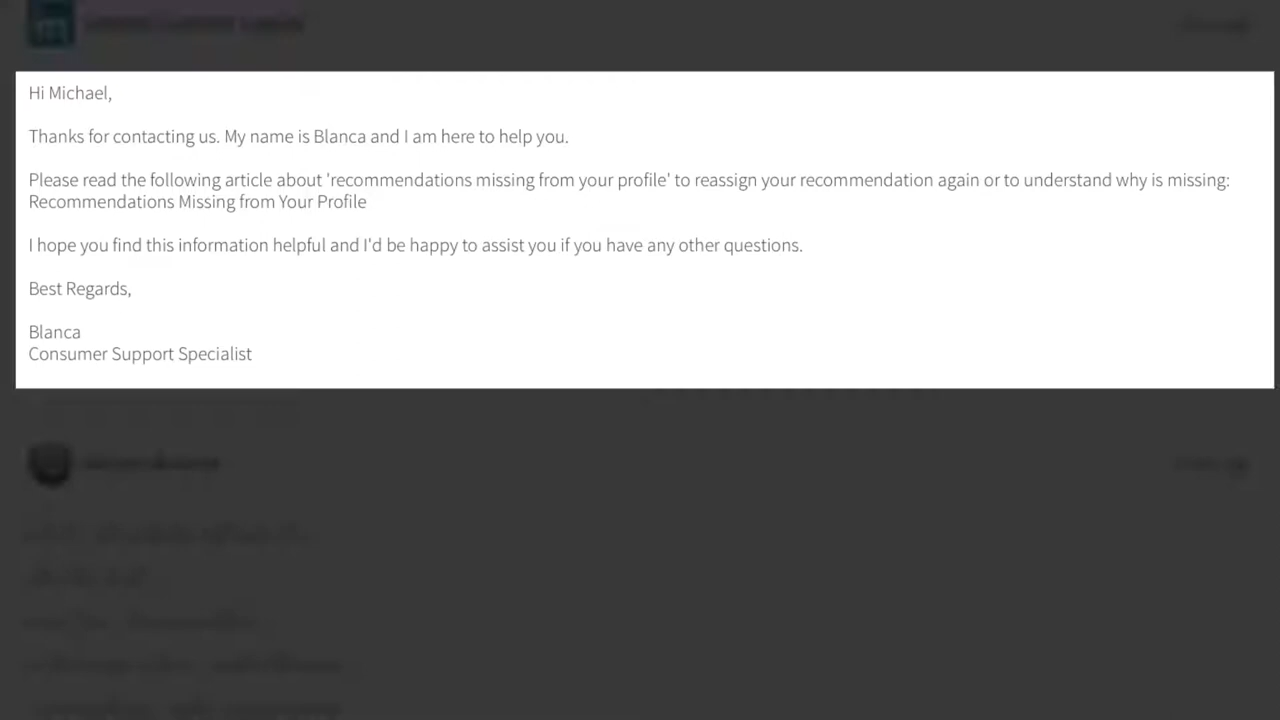 Hi Michael,
Thanks for contacting us. My name is Blanca and I am here to help you.
Please read the following article about 'recommendations missing from your profile' to reassign your recommendation again or to understand why is missing:
Recommendations Missing from Your Profile
I hope you find this information helpful and I'd be happy to assist you if you have any other questions.
Best Regards,
Blanca
Consumer Support Specialist